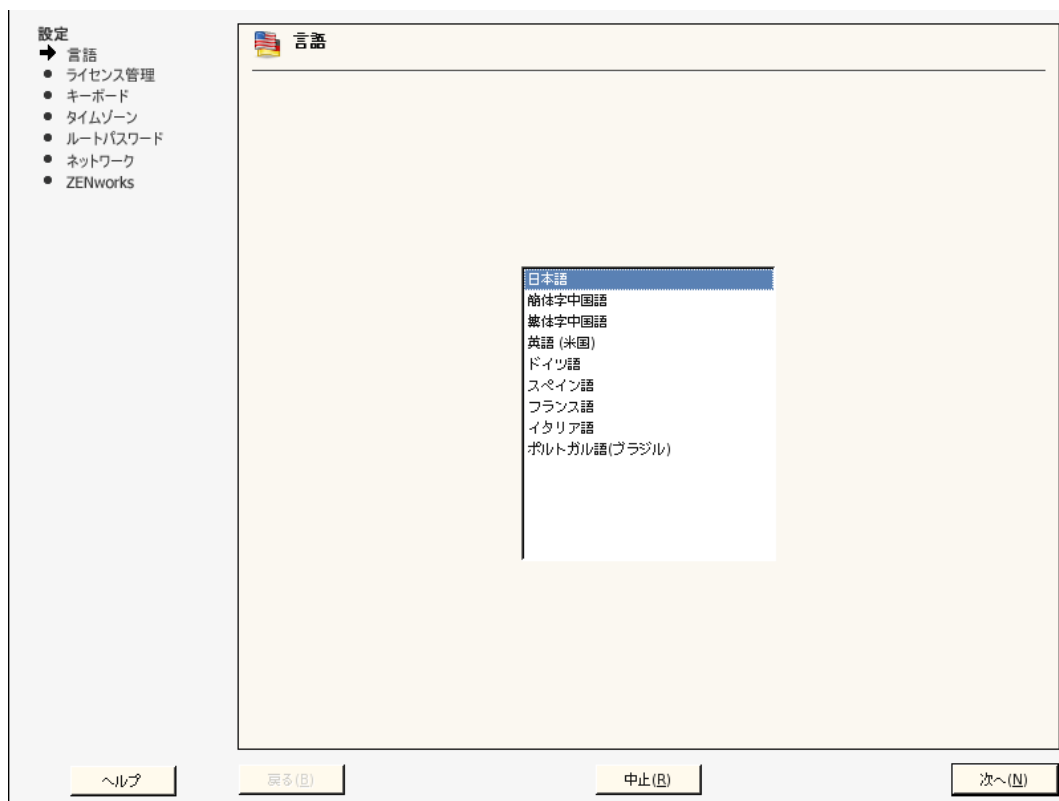 設定
言語
ライセンス管理
キーボード
タイムゾーン
ルートパスワード
ネットワーク
ZENworks
言語
日本語
簡体字中国語
繁体字中国語
英語 (米国)
ドイツ語
スペイン語
フランス語
イタリア語
ポルトガル語(ブラジル)
ヘルプ
戻る(B)
中止(R)
次へ(N)